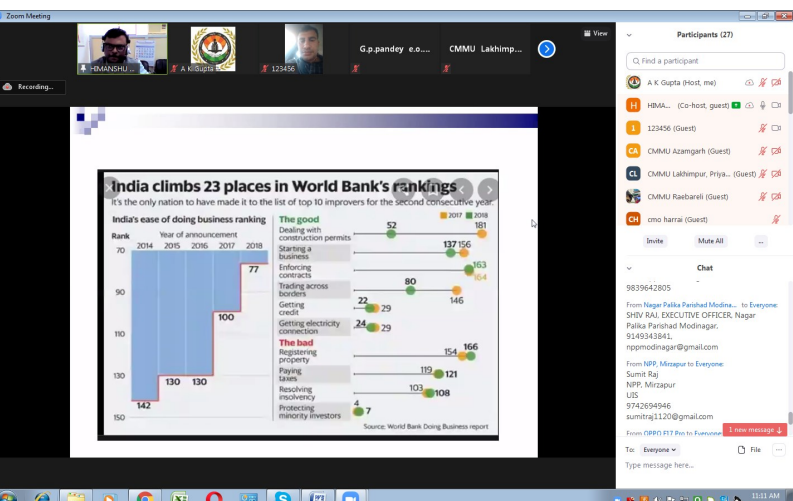 Zoom Meeting
Recording...
HIMANSHU ...
A K Gupta
123456
G.p.pandey e.o....
CMMU Lakhimp...
View
India climbs 23 places in World Bank's rankings
It's the only nation to have made it to the list of top 10 improvers for the second consecutive year.
India's ease of doing business ranking
Rank
Year of announcement
2014 2015 2016 2017 2018
70
90
110
130
150
142
130
130
100
77
The good
2017 2018
Dealing with
construction permits
52
181
Starting a
business
137 156
Enforcing
contracts
163
164
Trading across
borders
80
146
Getting
credit
22
29
Getting electricity
connection
24
29
The bad
Registering
property
154
166
Paying
taxes
119
121
Resolving
insolvency
103
108
Protecting
minority investors
4
7
Source: World Bank Doing Business report
Participants (27)
Find a participant
A K Gupta (Host, me)
H
HIMA... (Co-host, guest)
1
123456 (Guest)
CA
CMMU Azamgarh (Guest)
CL
CMMU Lakhimpur, Priya... (Guest)
CMMU Raebareli (Guest)
CH
cmo harrai (Guest)
Invite
Mute All
...
Chat
9839642805
From Nagar Palika Parishad Modina... to Everyone:
SHIV RAJ, EXECUTIVE OFFICER, Nagar
Palika Parishad Modinagar.
9149343841,
nppmodinagar@gmail.com
From NPP, Mirzapur to Everyone:
Sumit Raj
NPP, Mirzapur
UIS
9742694946
sumitraj1120@gmail.com
From OPPO F17 Pro to Everyone:
1 new message
To: Everyone
File
...
Type message here...
11:11 AM